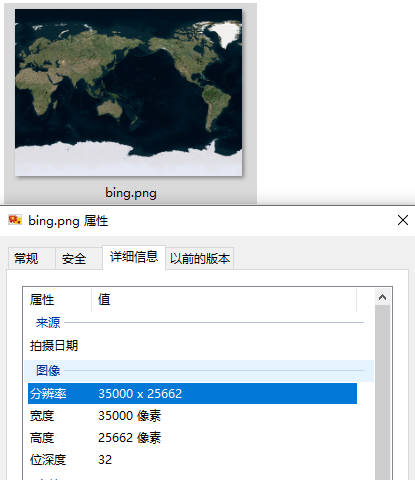 bing.png
bing.png 属性
常规 安全 详细信息 以前的版本
属性 值
来源
拍摄日期
图像
分辨率 35000 x 25662
宽度 35000 像素
高度 25662 像素
位深度 32